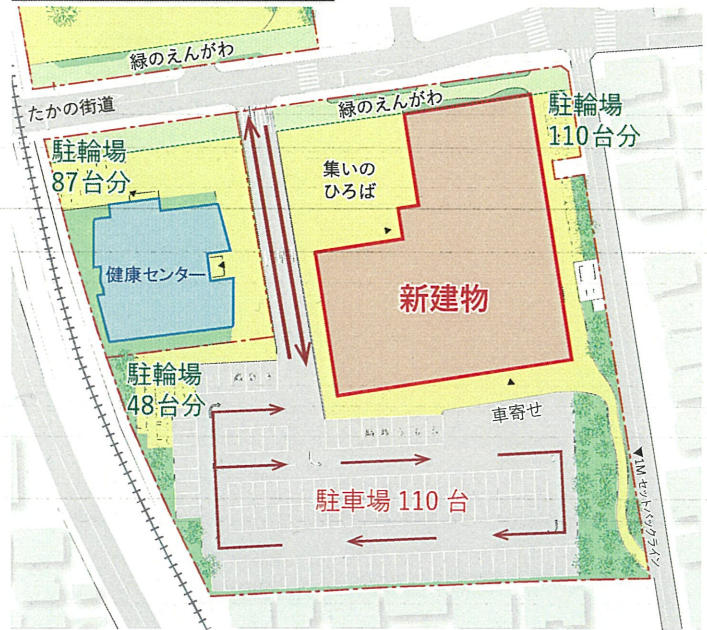 緑のえんがわ
たかの街道
緑のえんがわ
駐輪場
110台分
駐輪場
87台分
集いの
ひろば
健康センター
新建物
駐輪場
48台分
車寄せ
1Mセットバックライン
駐車場 110 台